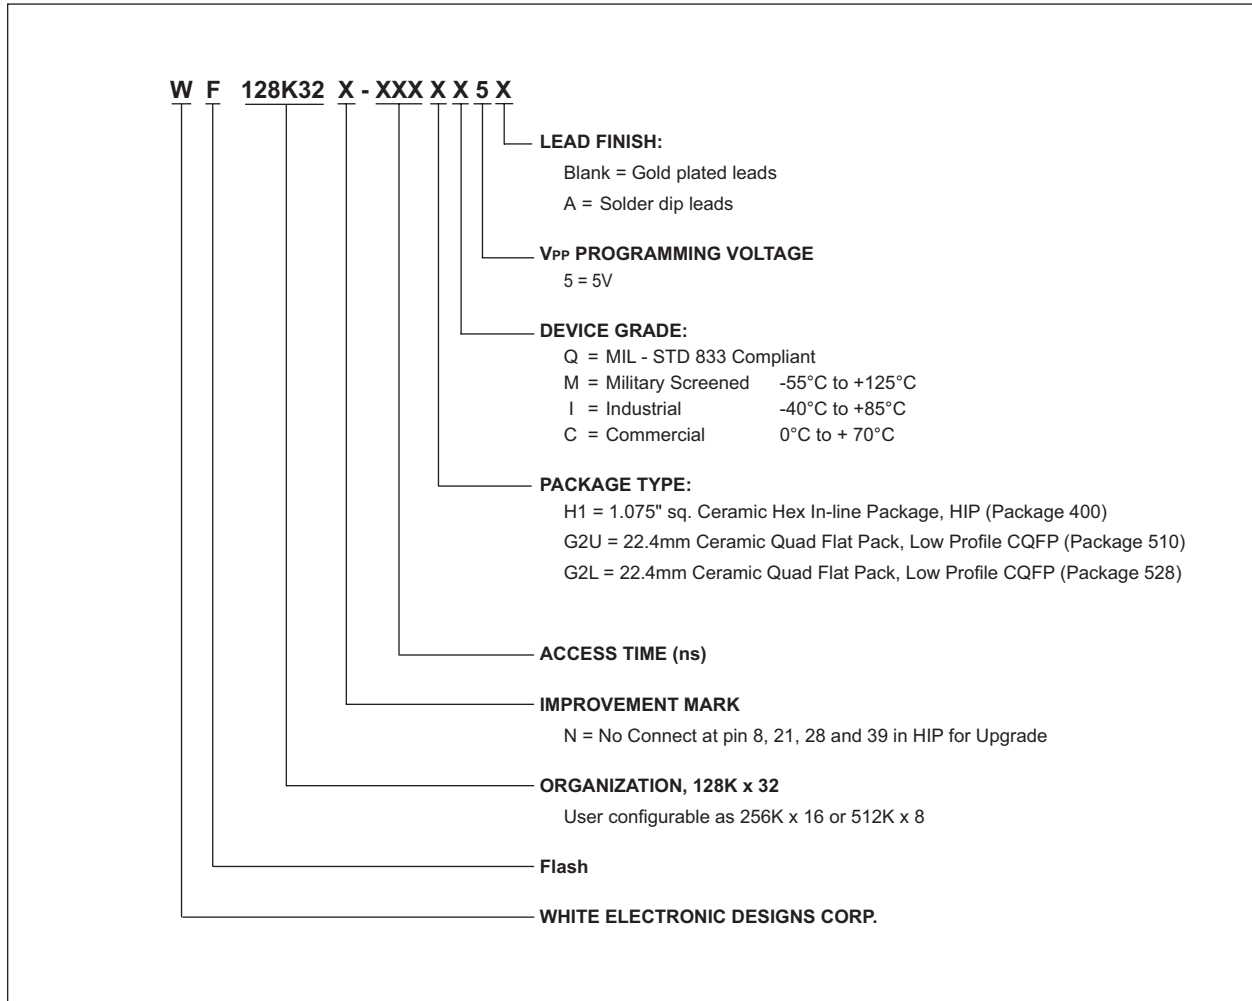 W F 128K32 X - XXX X X 5 X
LEAD FINISH:
Blank = Gold plated leads
A = Solder dip leads
VPP PROGRAMMING VOLTAGE
5 = 5V
DEVICE GRADE:
Q = MIL - STD 833 Compliant
M = Military Screened -55°C to +125°C
I = Industrial -40°C to +85°C
C = Commercial 0°C to + 70°C
PACKAGE TYPE:
H1 = 1.075" sq. Ceramic Hex In-line Package, HIP (Package 400)
G2U = 22.4mm Ceramic Quad Flat Pack, Low Profile CQFP (Package 510)
G2L = 22.4mm Ceramic Quad Flat Pack, Low Profile CQFP (Package 528)
ACCESS TIME (ns)
IMPROVEMENT MARK
N = No Connect at pin 8, 21, 28 and 39 in HIP for Upgrade
ORGANIZATION, 128K x 32
User configurable as 256K x 16 or 512K x 8
Flash
WHITE ELECTRONIC DESIGNS CORP.